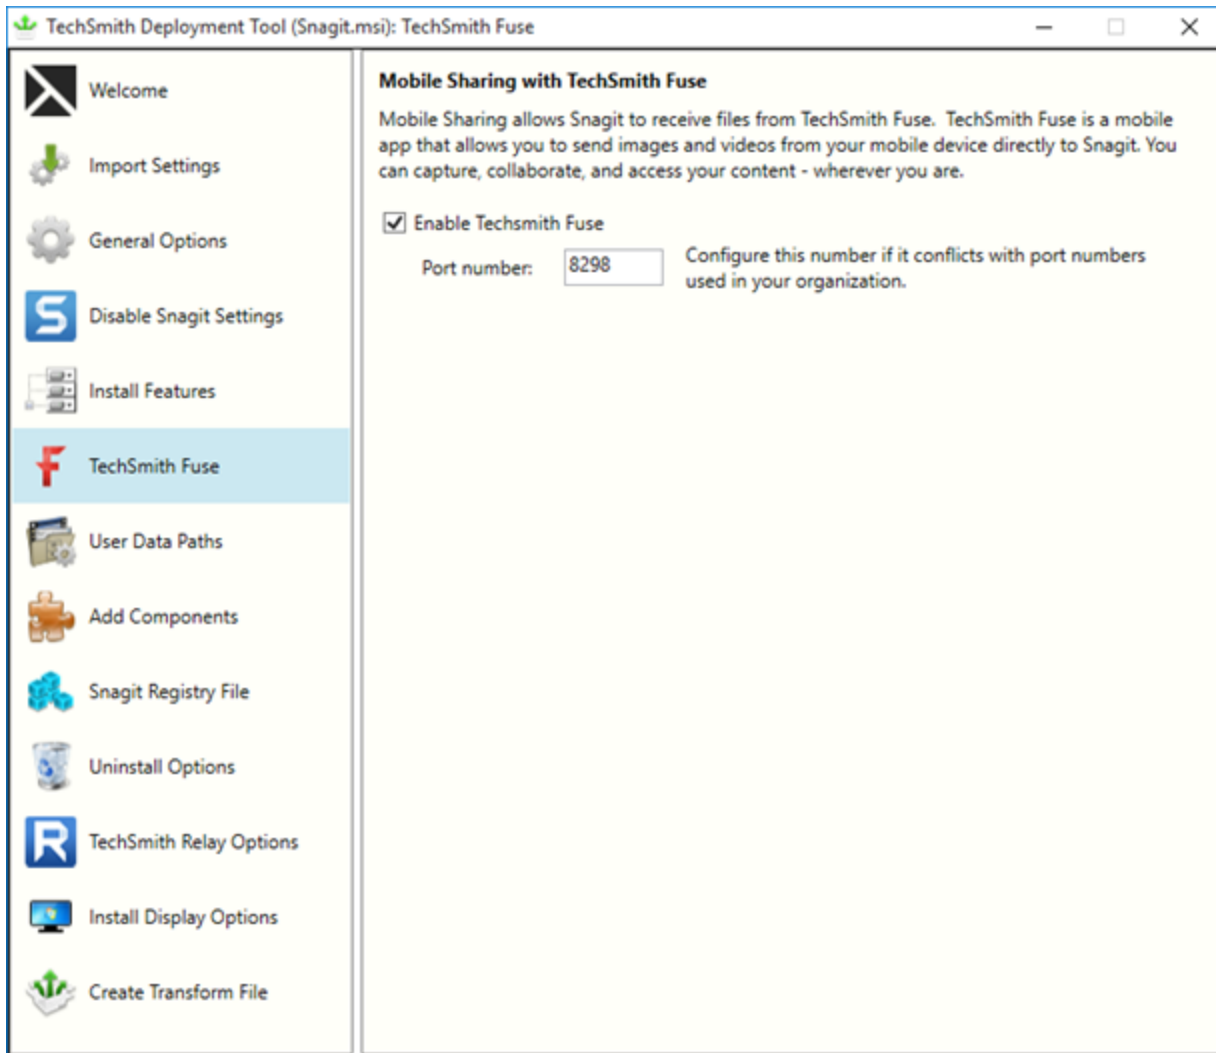 TechSmith Deployment Tool (Snagit.msi): TechSmith Fuse
Welcome
Import Settings
General Options
Disable Snagit Settings
Install Features
TechSmith Fuse
User Data Paths
Add Components
Snagit Registry File
Uninstall Options
TechSmith Relay Options
Install Display Options
Create Transform File
Mobile Sharing with TechSmith Fuse
Mobile Sharing allows Snagit to receive files from TechSmith Fuse.  TechSmith Fuse is a mobile
app that allows you to send images and videos from your mobile device directly to Snagit. You
can capture, collaborate, and access your content - wherever you are.
Enable Techsmith Fuse
Port number: 8298
Configure this number if it conflicts with port numbers
used in your organization.